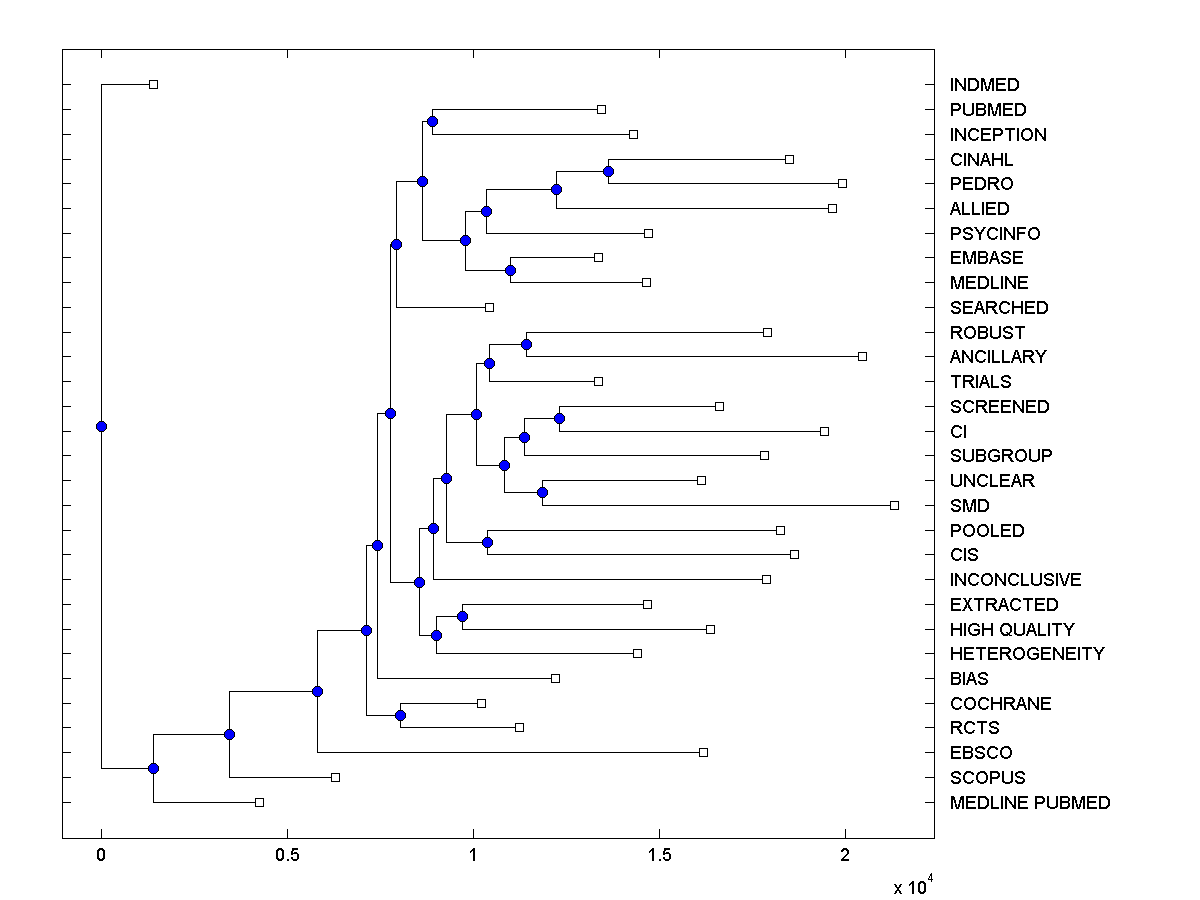 INDMED
PUBMED
INCEPTION
CINAHL
PEDRO
ALLIED
PSYCINFO
EMBASE
MEDLINE
SEARCHED
ROBUST
ANCILLARY
TRIALS
SCREENED
CI
SUBGROUP
UNCLEAR
SMD
POOLED
CIS
INCONCLUSIVE
EXTRACTED
HIGH QUALITY
HETEROGENEITY
BIAS
COCHRANE
RCTS
EBSCO
SCOPUS
MEDLINE PUBMED
0 0.5 1 1.5 2
x 10^4